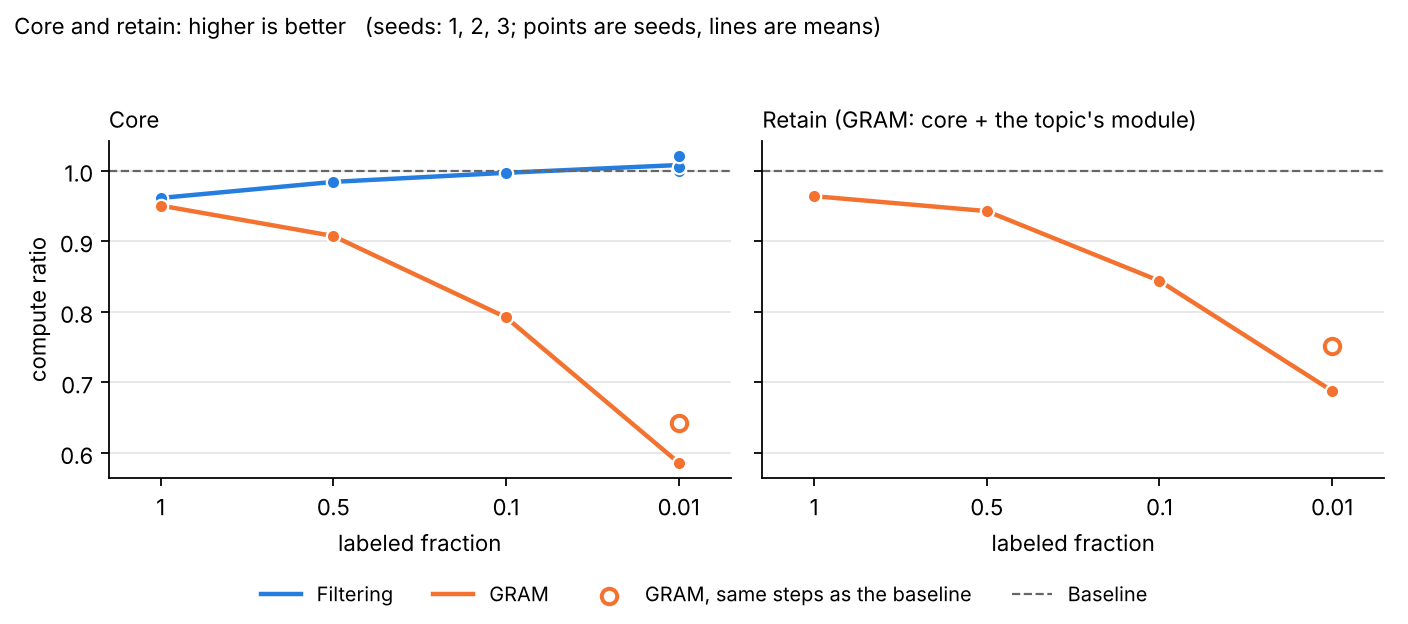 Core and retain: higher is better (seeds: 1, 2, 3; points are seeds, lines are means)
Core
Retain (GRAM: core + the topic's module)
compute ratio
1.0
0.9
0.8
0.7
0.6
1 0.5 0.1 0.01
1 0.5 0.1 0.01
labeled fraction
labeled fraction
Filtering GRAM GRAM, same steps as the baseline Baseline